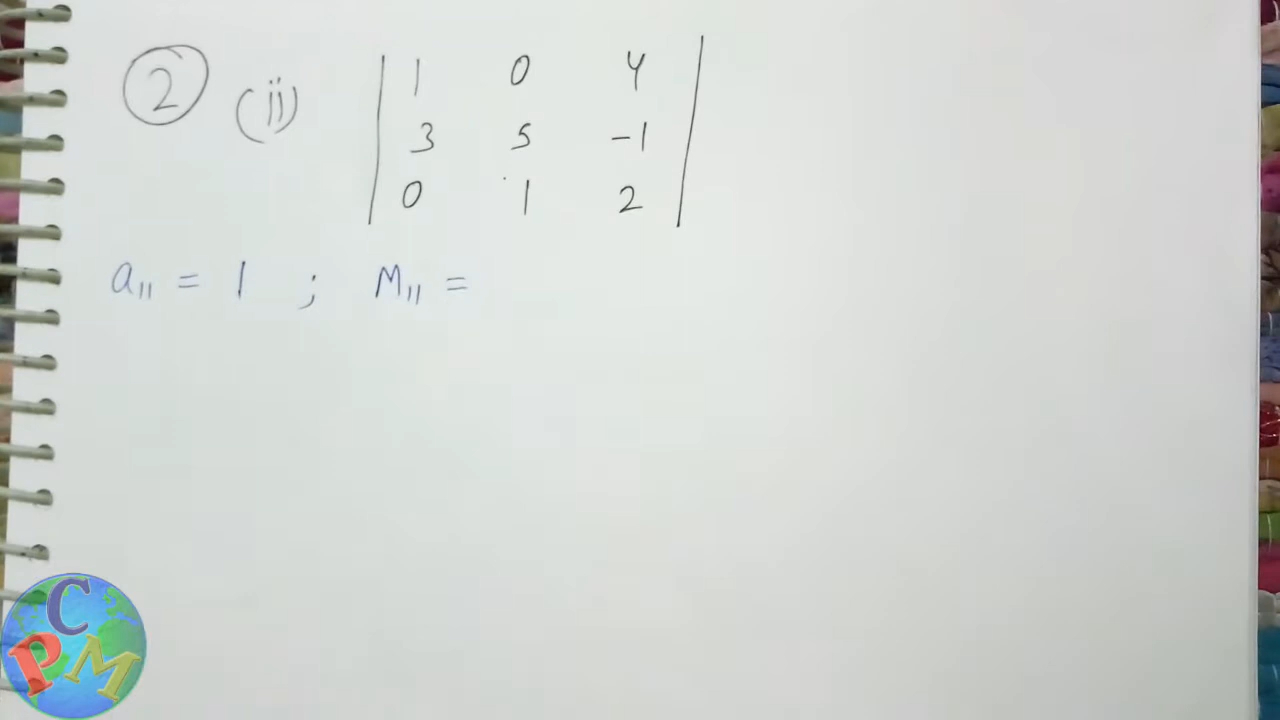 2 (ii) | 1 0 4 |
| 3 5 -1 |
| 0 1 2 |
a₁₁ = 1 ; M₁₁ =
CPM